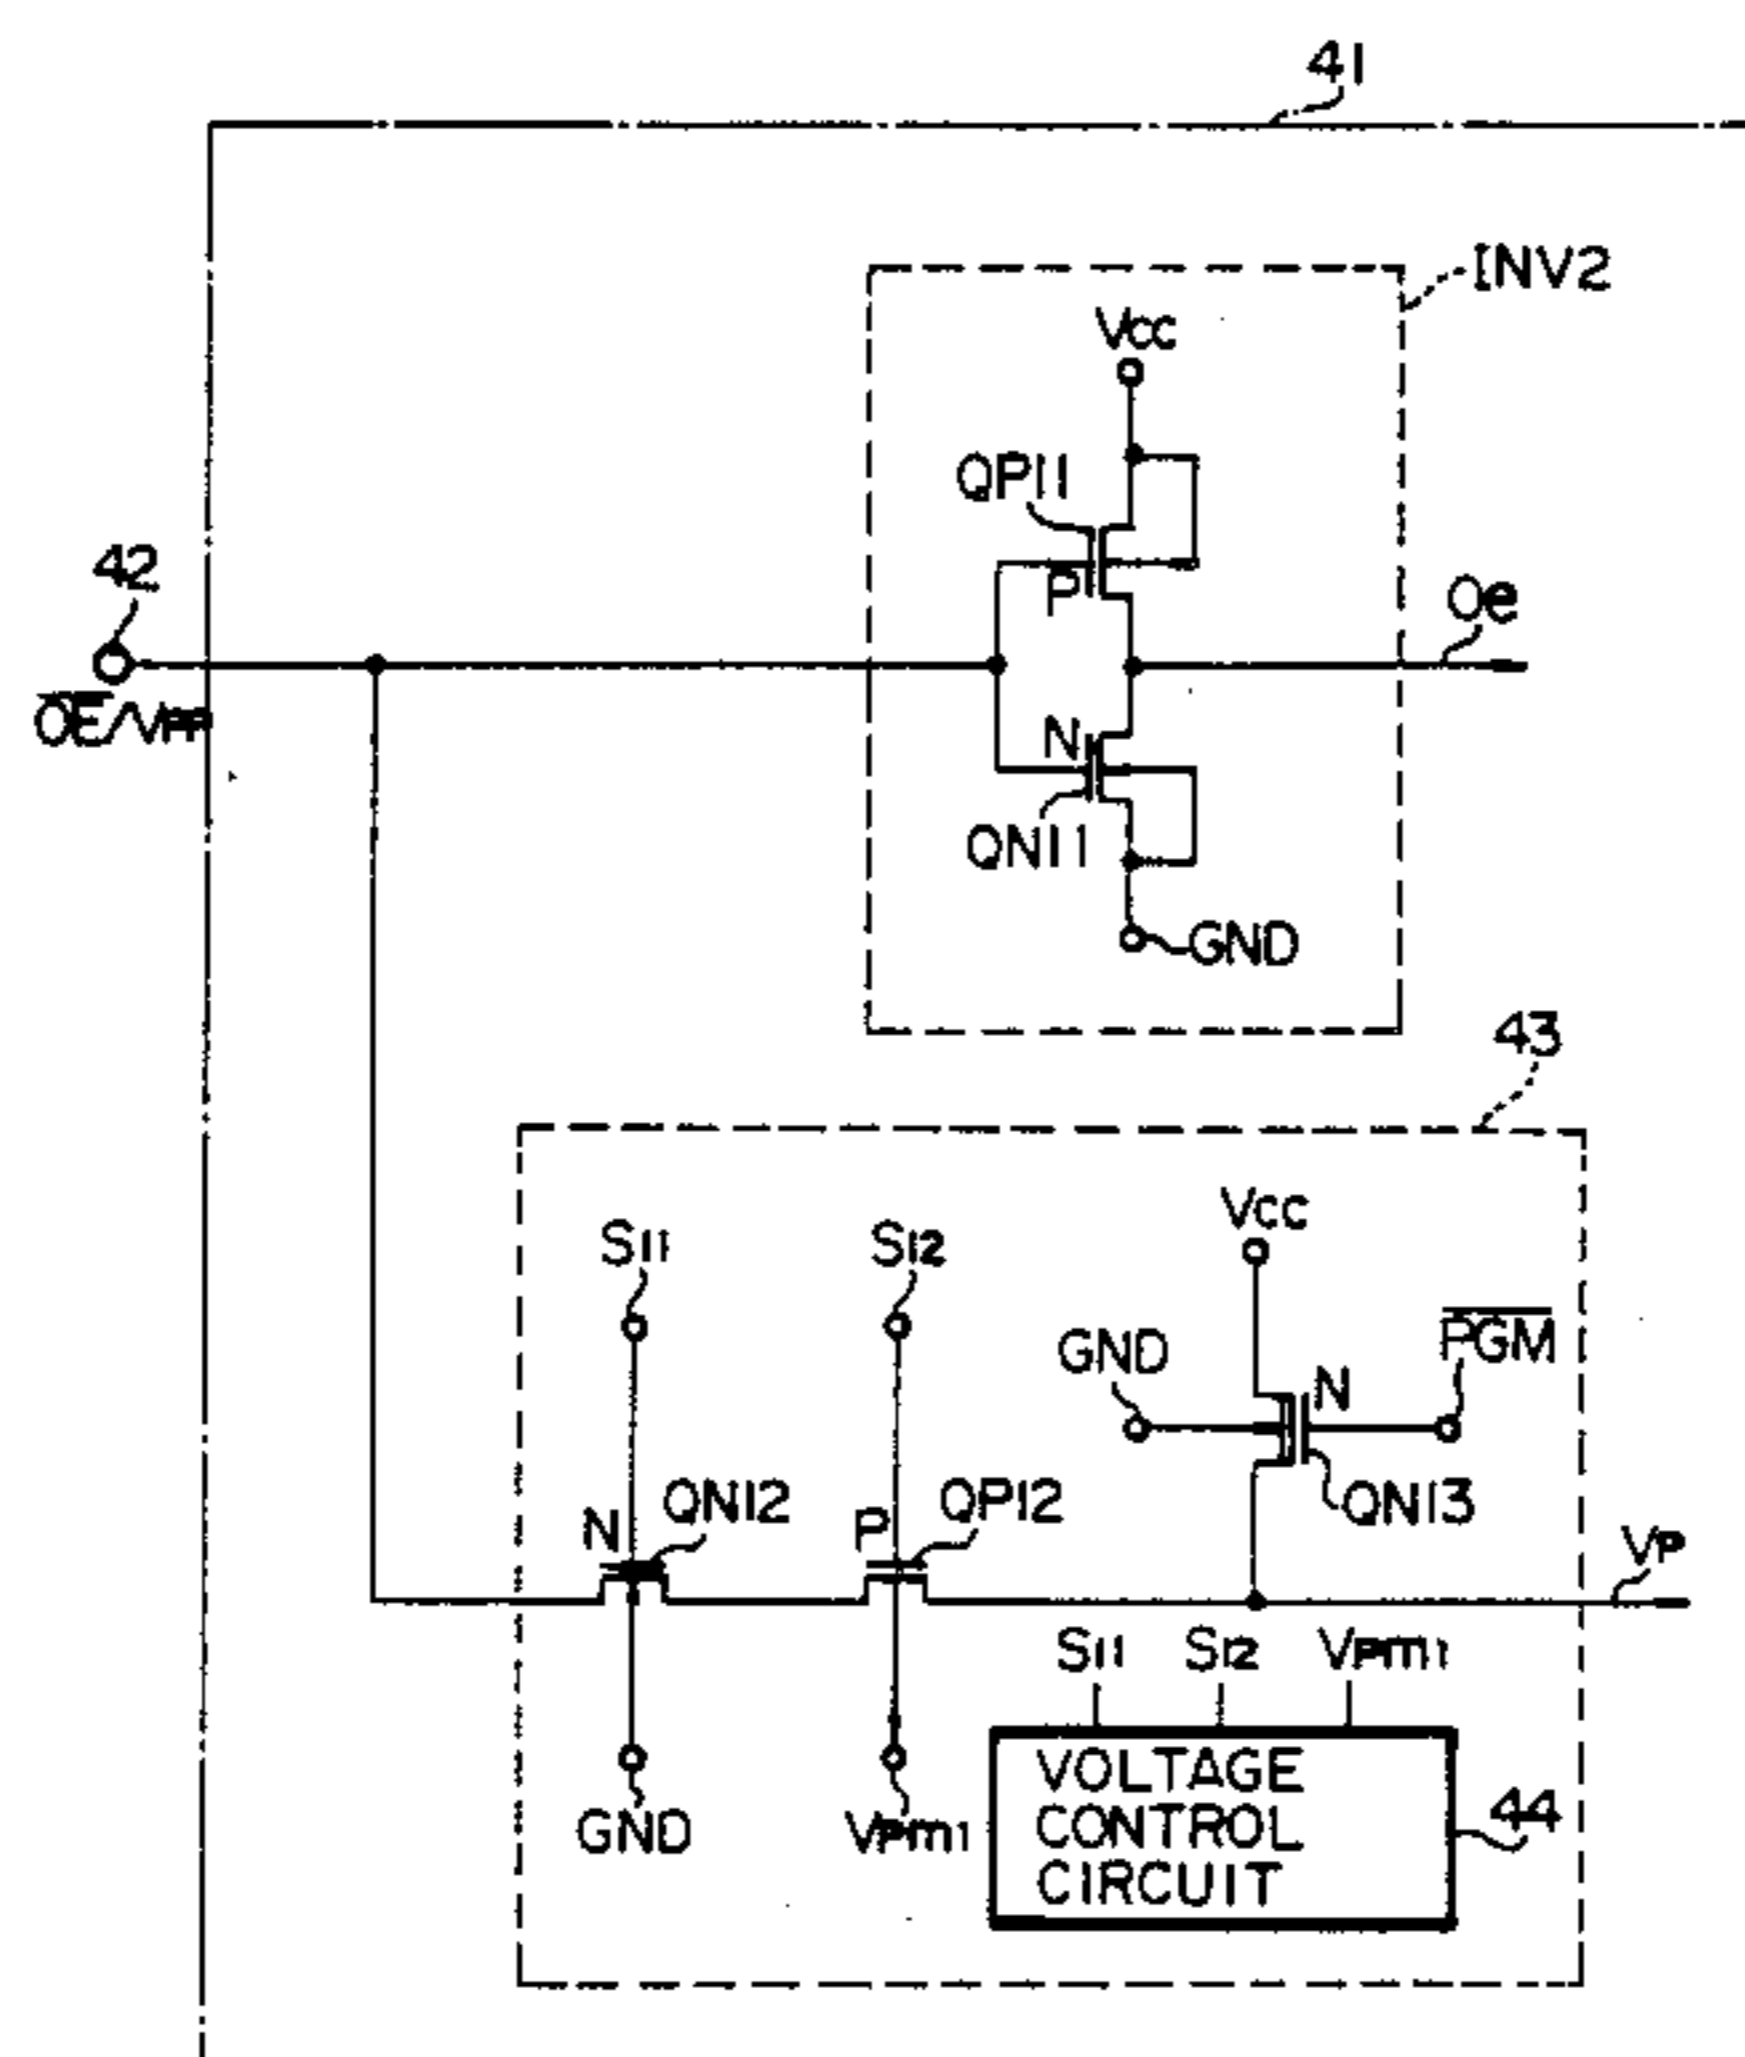 41
INV2
Vcc
QP11
P
42
OE/VPP
Oe
N
QN11
GND
43
Vcc
S11
S12
GND
PGM
N
QN12
QP12
QN13
N
P
VP
S11
S12
VPm1
GND
VPm1
VOLTAGE
CONTROL
CIRCUIT
44